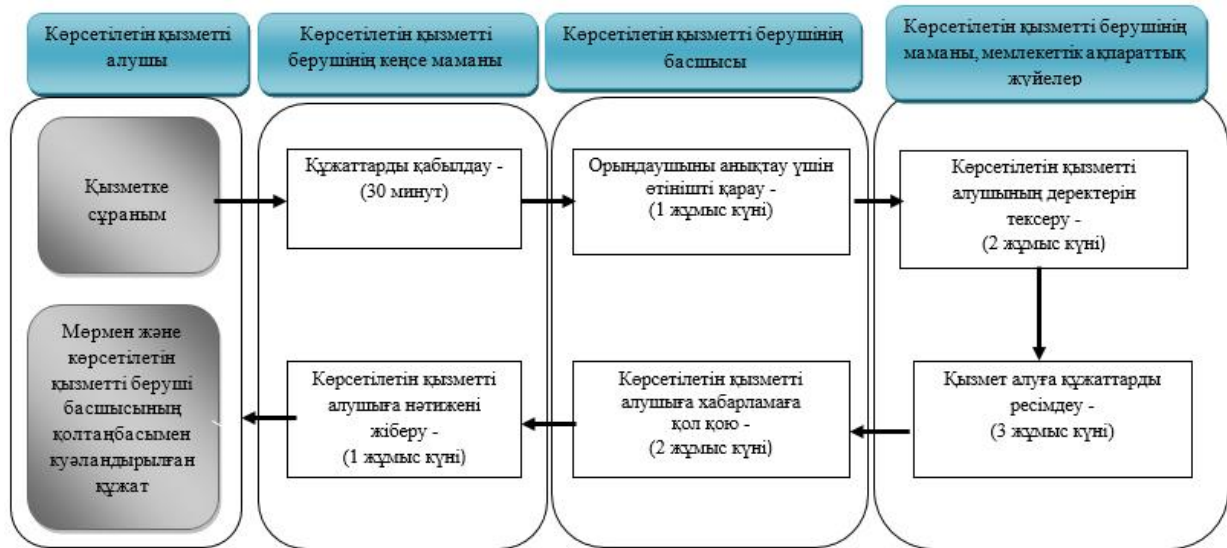 Көрсетілетін қызметті
алушы
Көрсетілетін қызметті
берушінің кеңсе маманы
Көрсетілетін қызметті берушінің
басшысы
Көрсетілетін қызметті берушінің
маманы, мемлекеттік ақпараттық
жүйелер
Қызметке
сұраным
Құжаттарды қабылдау -
(30 минут)
Орындаушыны анықтау үшін
өтінішті қарау -
(1 жұмыс күні)
Көрсетілетін қызметті
алушының деректерін
тексеру -
(2 жұмыс күні)
Мөрмен және
көрсетілетін
қызметті беруші
басшысының
қолтаңбасымен
куәландырылған
құжат
Көрсетілетін қызметті
алушыға нәтижені
жіберу -
(1 жұмыс күні)
Көрсетілетін қызметті
алушыға хабарламаға
қол қою -
(2 жұмыс күні)
Қызмет алуға құжаттарды
ресімдеу -
(3 жұмыс күні)